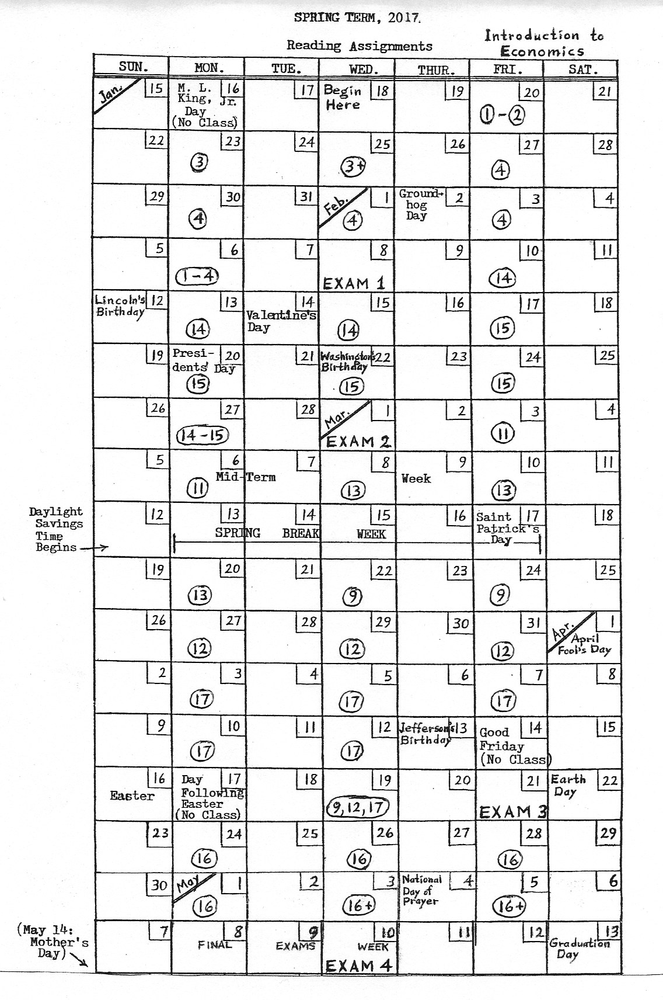 SPRING TERM, 2017.
Reading Assignments
Introduction to
Economics
SUN. MON. TUE. WED. THUR. FRI. SAT.
Jan. 15 M. L. 16 17 Begin 18 19 20 21
King, Jr. Here
Day ①-②
(No Class)
22 23 24 25 26 27 28
3 3+ 4
29 30 31 Feb. 1 Ground- 2 3 4
hog
Day
4 4 4
5 6 7 8 9 10 11
1-4 EXAM 1 14
Lincoln's 12 13 14 15 16 17 18
Birthday Valentine's
Day
14 14 15
19 Presi- 20 21 Washington's 22 23 24 25
dents' Day Birthday
15 15 15
26 27 28 Mar. 1 2 3 4
14-15 EXAM 2 11
5 6 7 8 9 10 11
Mid-Term Week
11 13 13
Daylight
Savings
Time
Begins
12 13 14 15 16 Saint 17 18
SPRING BREAK WEEK Patrick's
Day
19 20 21 22 23 24 25
13 9 9
26 27 28 29 30 31 Apr. 1
April
Fool's Day
12 12 12
2 3 4 5 6 7 8
17 17 17
9 10 11 12 Jefferson's 13 Good 14 15
Birthday Friday
(No Class)
17 17
16 Day 17 18 19 20 21 Earth 22
Easter Following Day
Easter
(No Class) 9,12,17 EXAM 3
23 24 25 26 27 28 29
16 16 16
30 May 1 2 3 National 4 5 6
Day of
Prayer
16 16+ 16+
(May 14:
Mother's
Day)
7 8 9 10 11 12 13
FINAL EXAMS WEEK Graduation
Day
EXAM 4